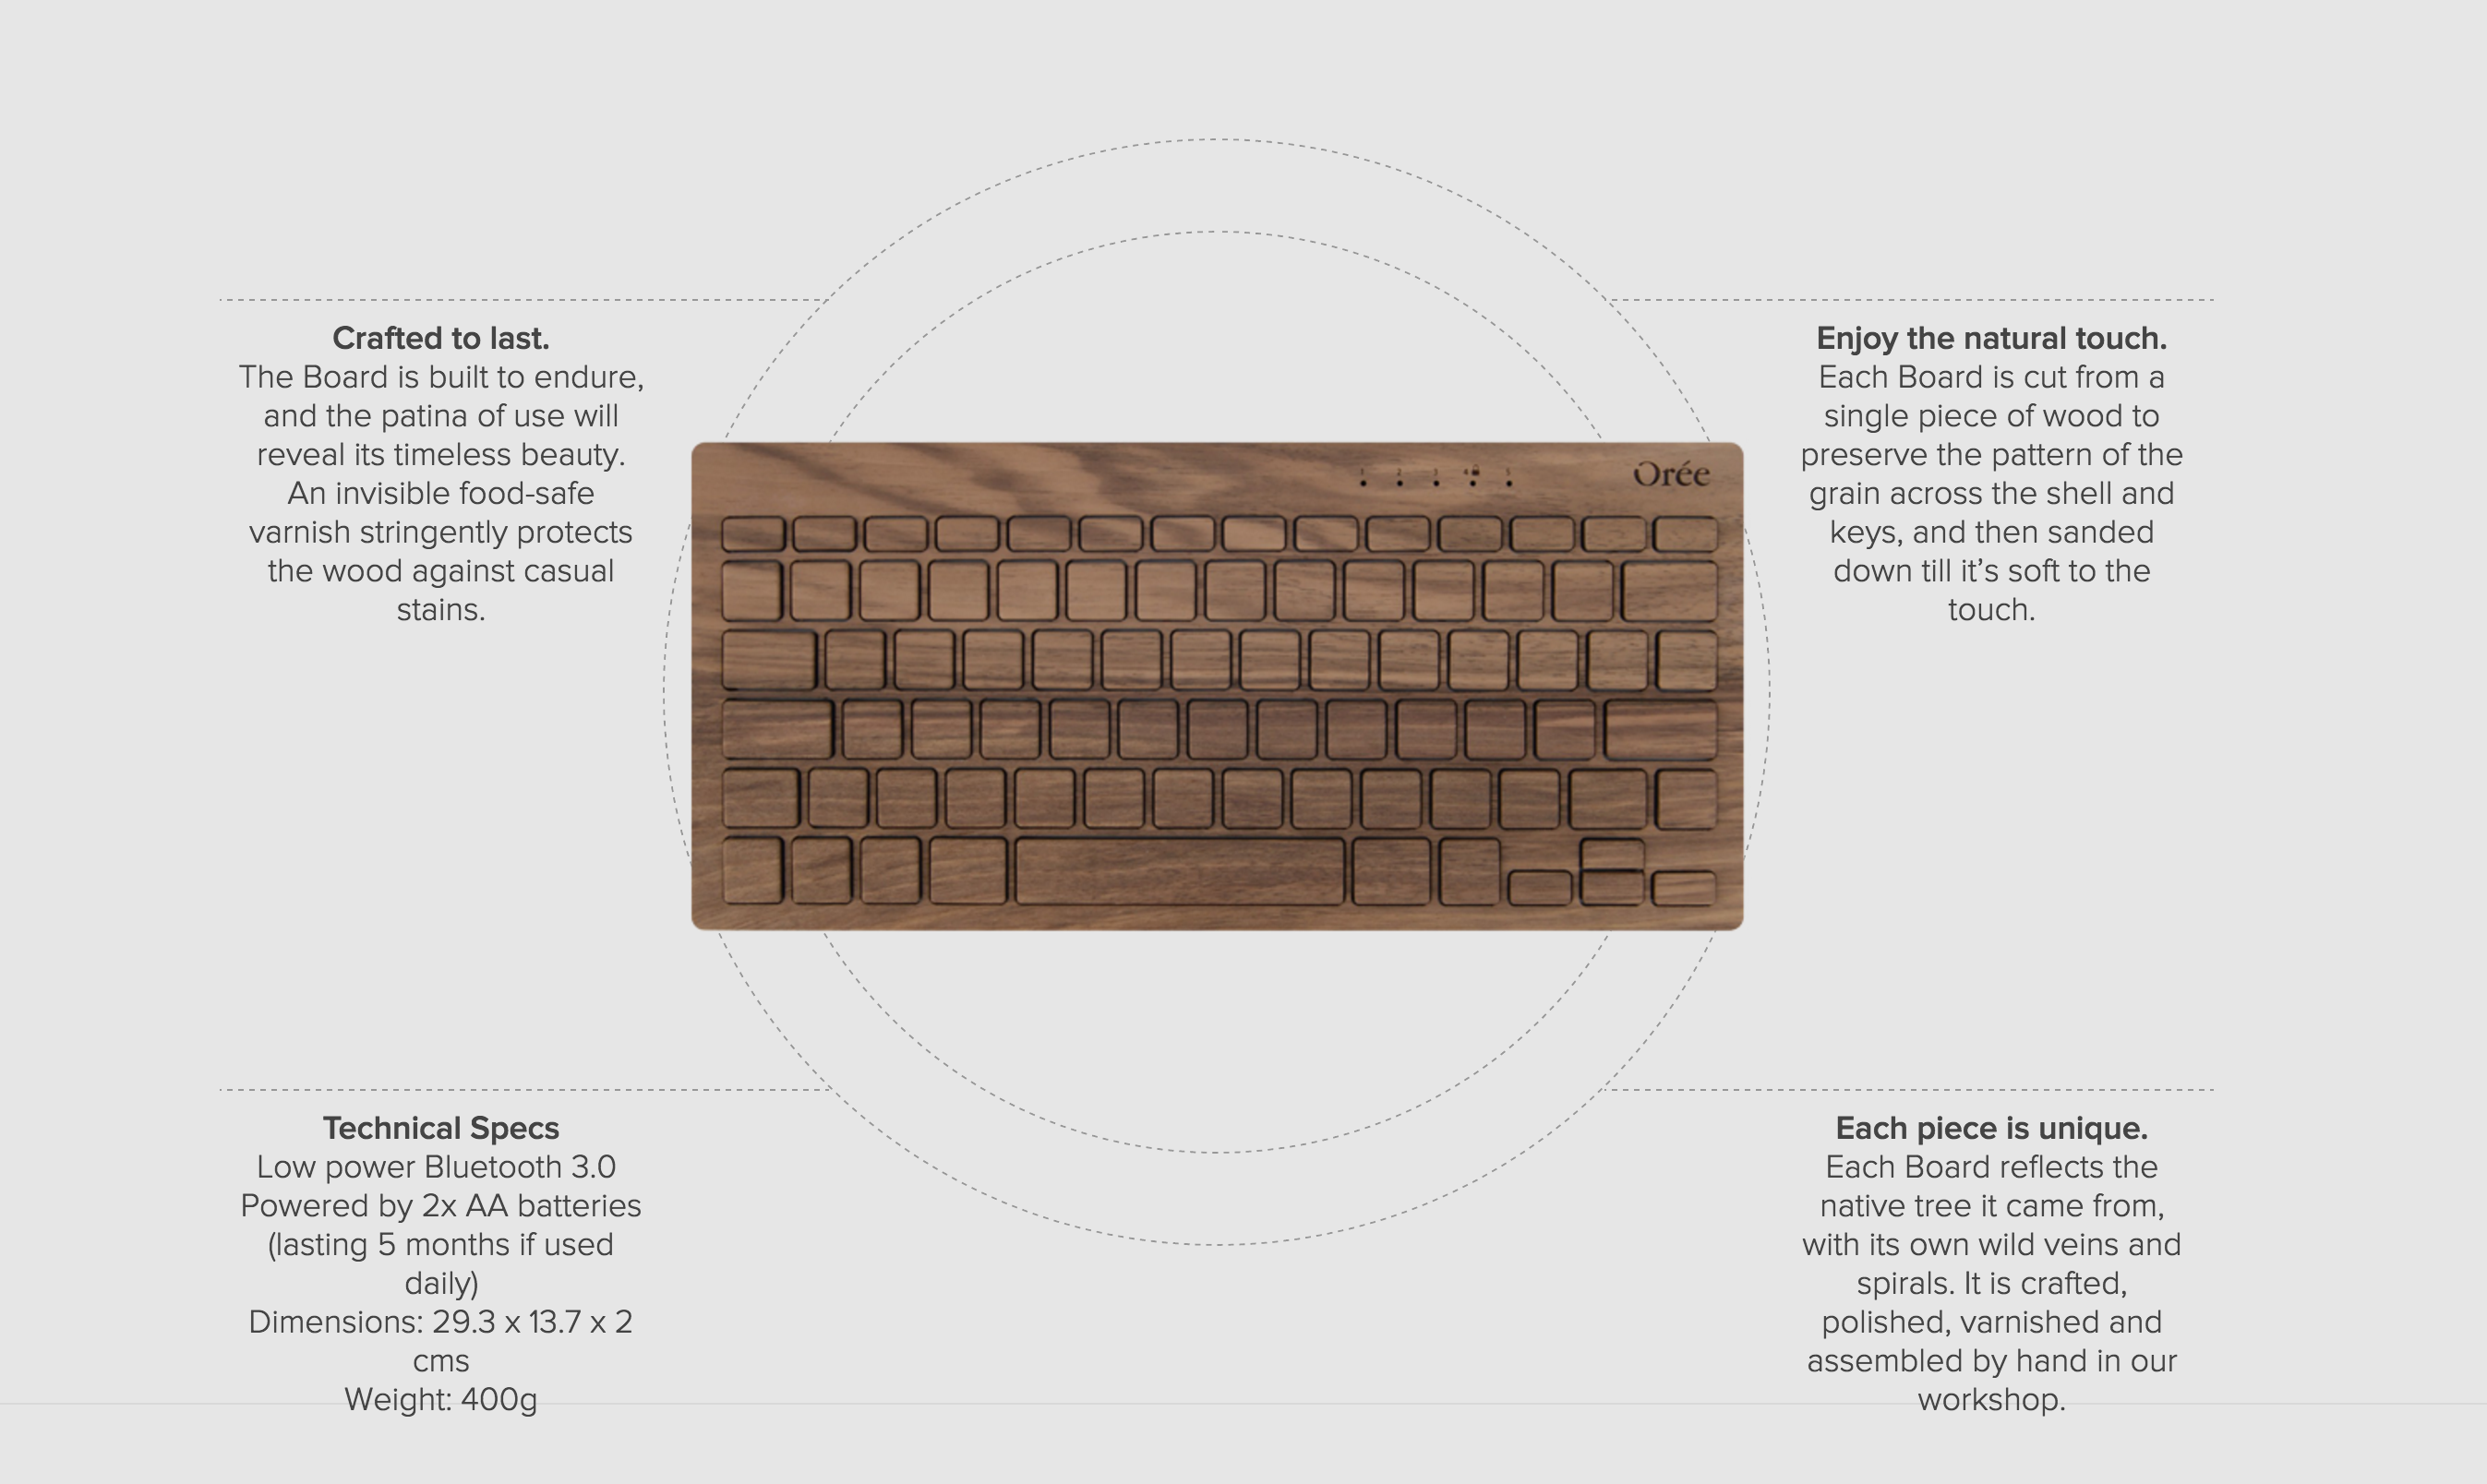 Crafted to last.
The Board is built to endure,
and the patina of use will
reveal its timeless beauty.
An invisible food-safe
varnish stringently protects
the wood against casual
stains.
Enjoy the natural touch.
Each Board is cut from a
single piece of wood to
preserve the pattern of the
grain across the shell and
keys, and then sanded
down till it’s soft to the
touch.
1 2 3 4 5
Orée
Technical Specs
Low power Bluetooth 3.0
Powered by 2x AA batteries
(lasting 5 months if used
daily)
Dimensions: 29.3 x 13.7 x 2
cms
Weight: 400g
Each piece is unique.
Each Board reflects the
native tree it came from,
with its own wild veins and
spirals. It is crafted,
polished, varnished and
assembled by hand in our
workshop.